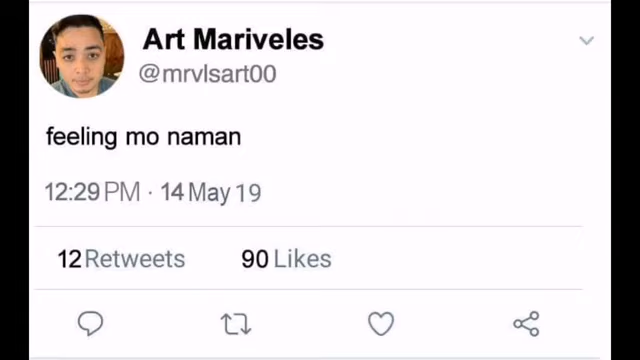 Art Mariveles
@mrvlsart00
feeling mo naman
12:29 PM · 14 May 19
12 Retweets 90 Likes